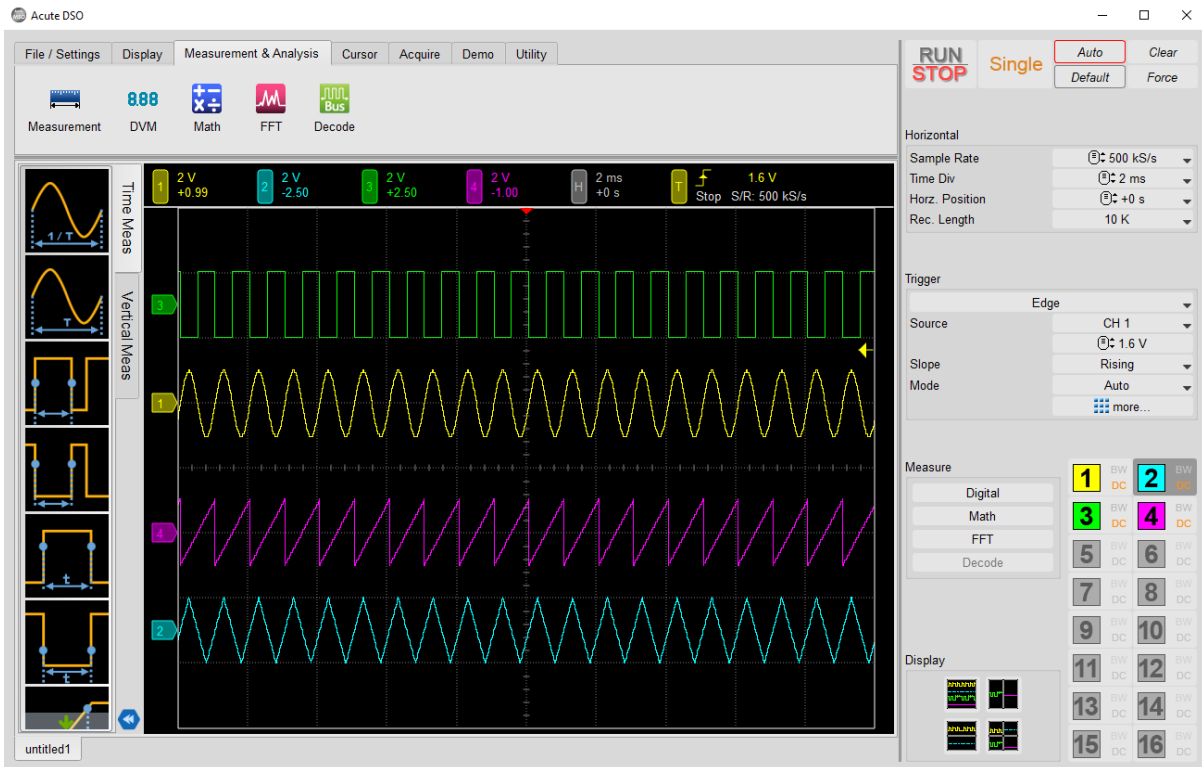 Acute DSO
File / Settings Display Measurement & Analysis Cursor Acquire Demo Utility
Measurement
8.88
DVM
Math
FFT
Bus
Decode
RUN
STOP
Single
Auto
Clear
Default
Force
Horizontal
Sample Rate 500 kS/s
Time Div 2 ms
Horz. Position +0 s
Rec. Length 10 K
Trigger
Edge
Source CH 1
1.6 V
Slope Rising
Mode Auto
more...
Measure
Digital
Math
FFT
Decode
Display
1 BW DC
2 BW DC
3 BW DC
4 BW DC
5 BW DC
6 BW DC
7 BW DC
8 BW DC
9 BW DC
10 BW DC
11 BW DC
12 BW DC
13 BW DC
14 BW DC
15 BW DC
16 BW DC
1 / T
T
t
t
Time Meas
Vertical Meas
1 2 V
+0.99
2 2 V
-2.50
3 2 V
+2.50
4 2 V
-1.00
H 2 ms
+0 s
T 1.6 V
Stop S/R: 500 kS/s
3
1
4
2
untitled1